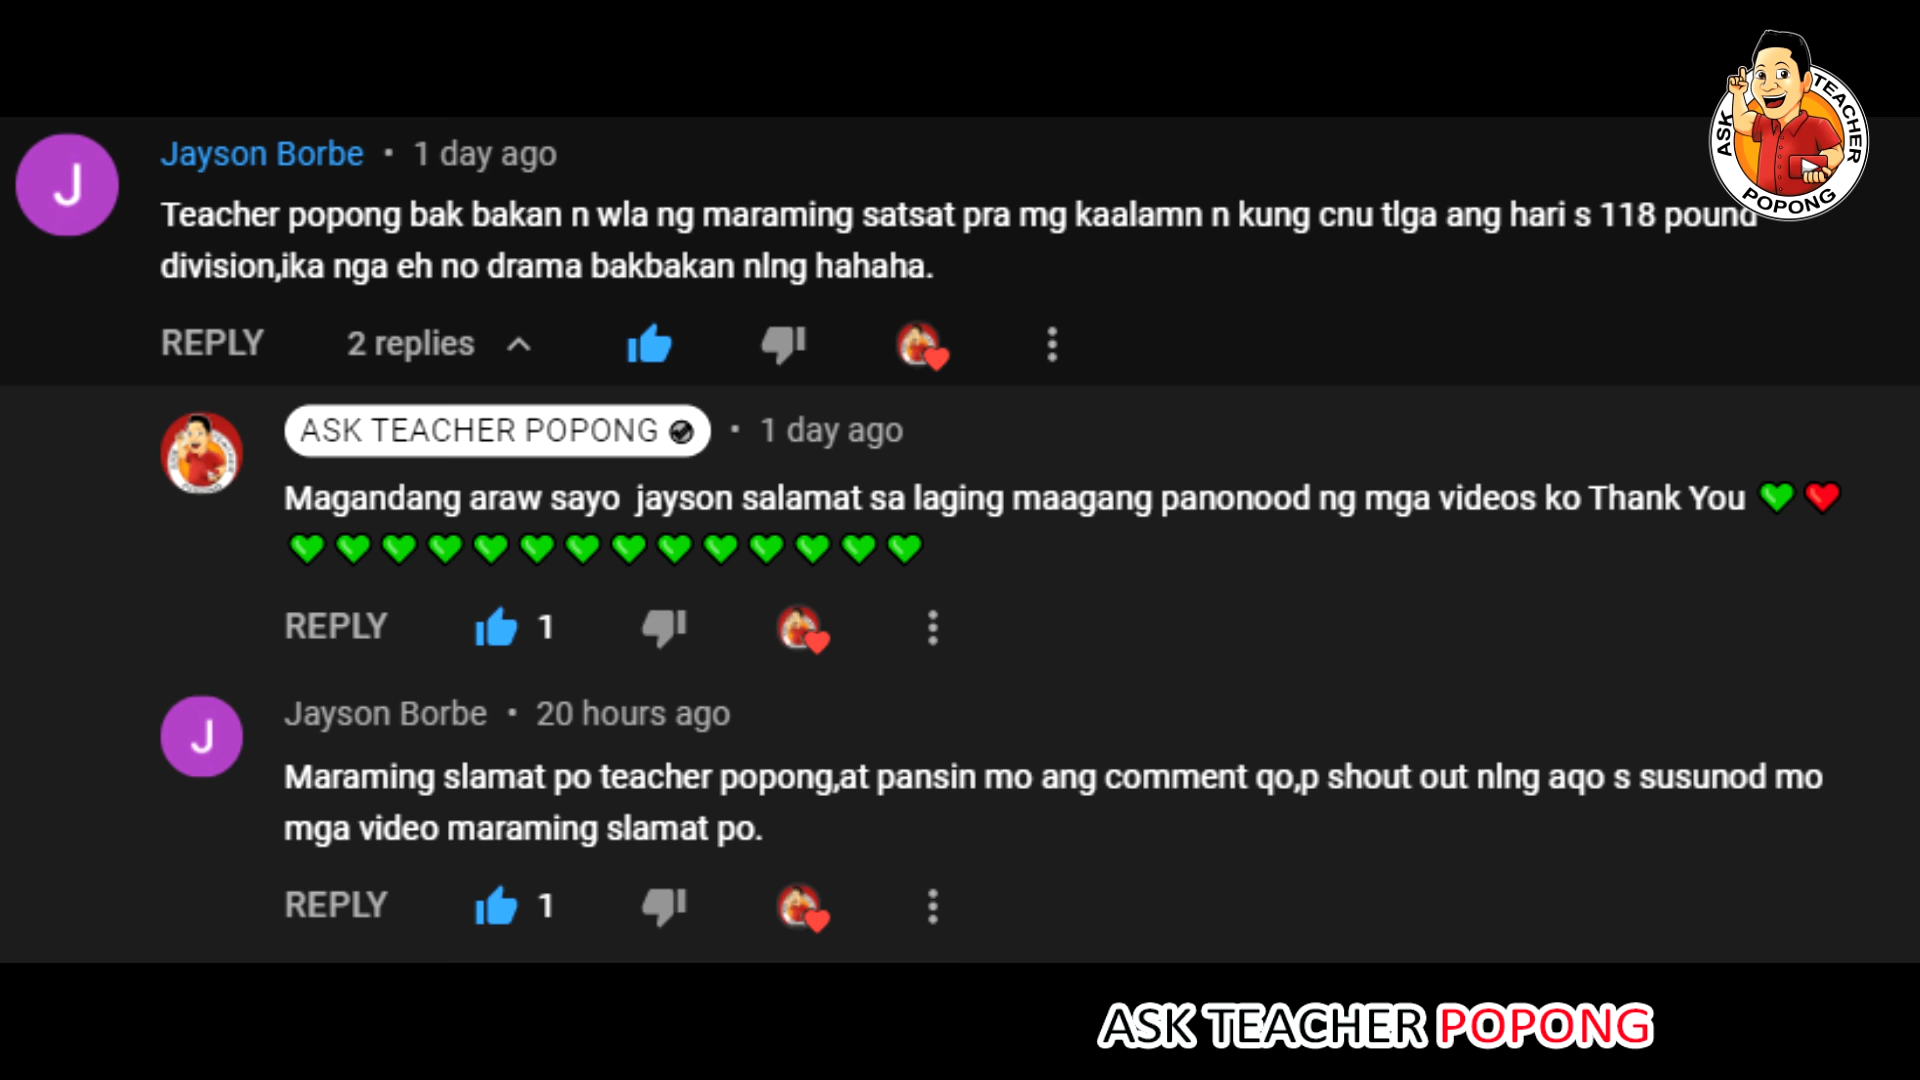 ASK TEACHER POPONG
J
Jayson Borbe • 1 day ago
Teacher popong bak bakan n wla ng maraming satsat pra mg kaalamn n kung cnu tlga ang hari s 118 pound
division,ika nga eh no drama bakbakan nlng hahaha.
REPLY 2 replies
ASK TEACHER POPONG • 1 day ago
Magandang araw sayo jayson salamat sa laging maagang panonood ng mga videos ko Thank You 💚❤️
💚💚💚💚💚💚💚💚💚💚💚💚💚💚
REPLY 1
J
Jayson Borbe • 20 hours ago
Maraming slamat po teacher popong,at pansin mo ang comment qo,p shout out nlng aqo s susunod mo
mga video maraming slamat po.
REPLY 1
ASK TEACHER POPONG